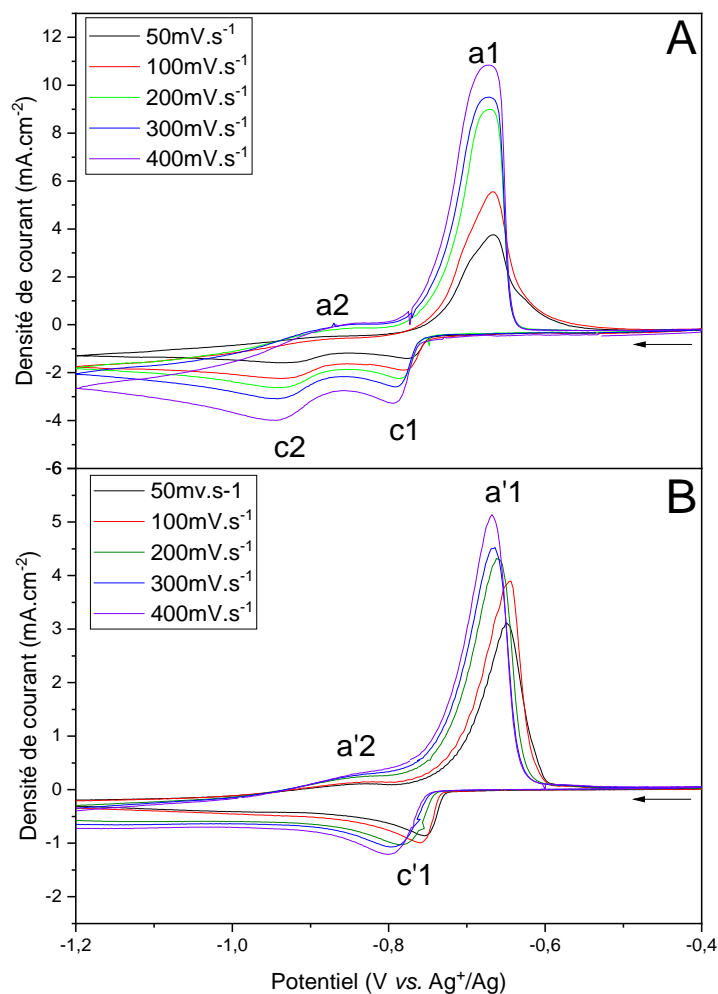 A
50mV.s⁻¹
100mV.s⁻¹
200mV.s⁻¹
300mV.s⁻¹
400mV.s⁻¹
a1
a2
c2
c1
12
10
8
6
4
2
0
-2
-4
-6
Densité de courant (mA.cm⁻²)
B
50mv.s-1
100mV.s⁻¹
200mV.s⁻¹
300mV.s⁻¹
400mV.s⁻¹
a'1
a'2
c'1
5
4
3
2
1
0
-1
-2
Densité de courant (mA.cm⁻²)
-1,2 -1,0 -0,8 -0,6 -0,4
Potentiel (V vs. Ag⁺/Ag)